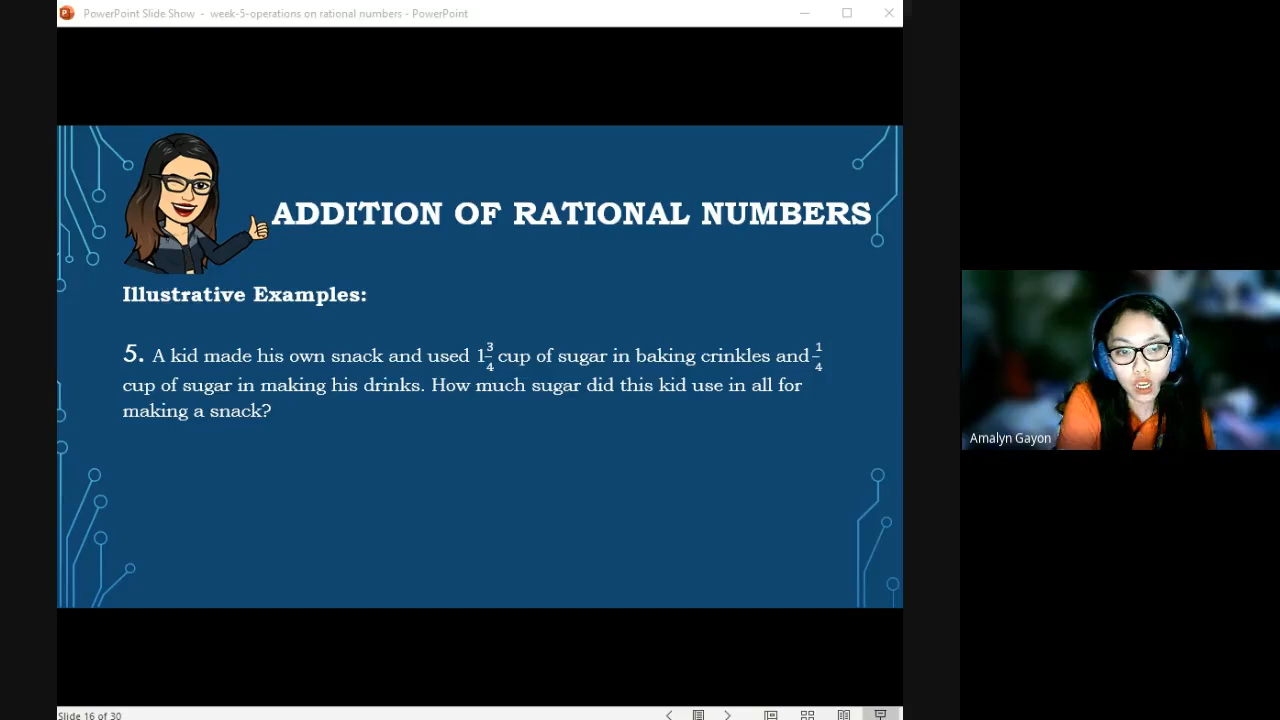 PowerPoint Slide Show - week-5-operations on rational numbers - PowerPoint
ADDITION OF RATIONAL NUMBERS
Illustrative Examples:
5. A kid made his own snack and used 1 3/4 cup of sugar in baking crinkles and 1/4
cup of sugar in making his drinks. How much sugar did this kid use in all for
making a snack?
Amalyn Gayon
Slide 16 of 30